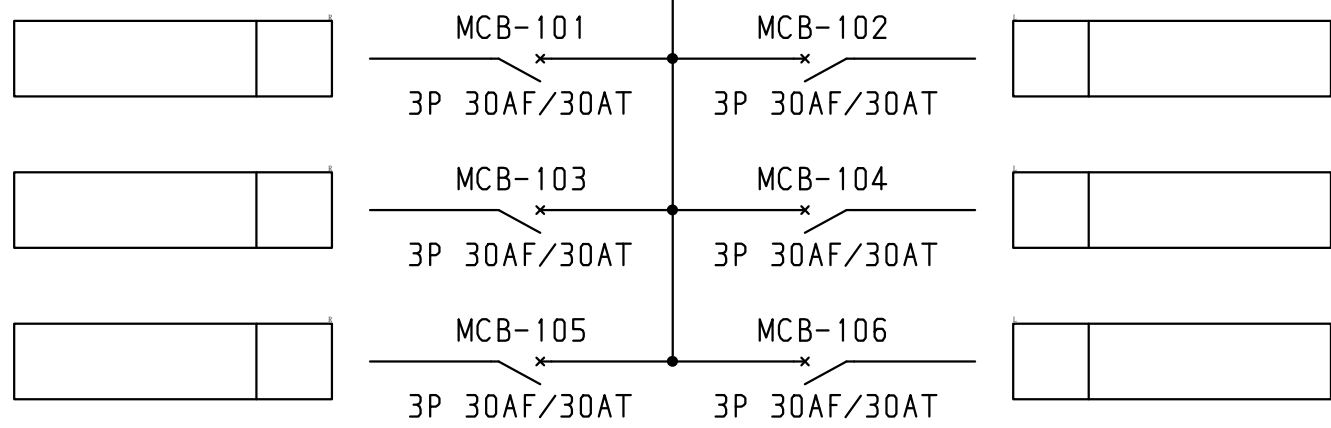 R
MCB-101
MCB-102
L
3P 30AF/30AT
3P 30AF/30AT
R
MCB-103
MCB-104
L
3P 30AF/30AT
3P 30AF/30AT
R
MCB-105
MCB-106
L
3P 30AF/30AT
3P 30AF/30AT